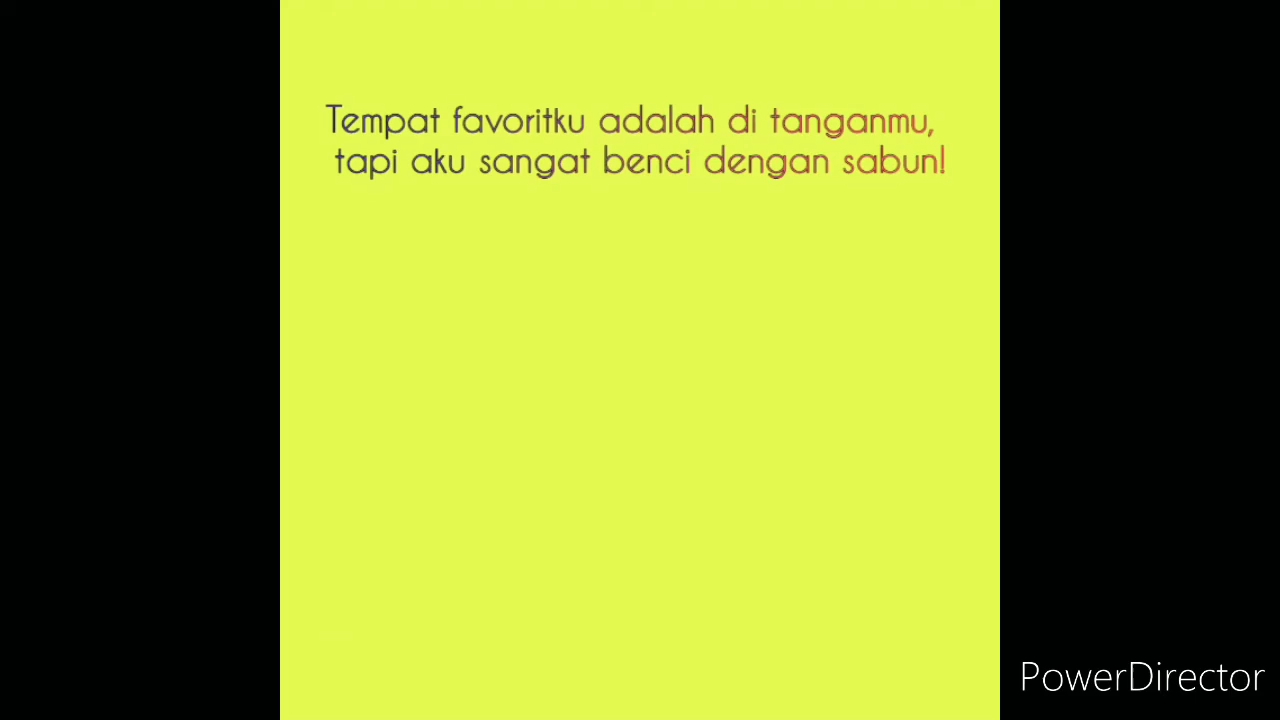 Tempat favoritku adalah di tanganmu,
tapi aku sangat benci dengan sabun!
PowerDirector